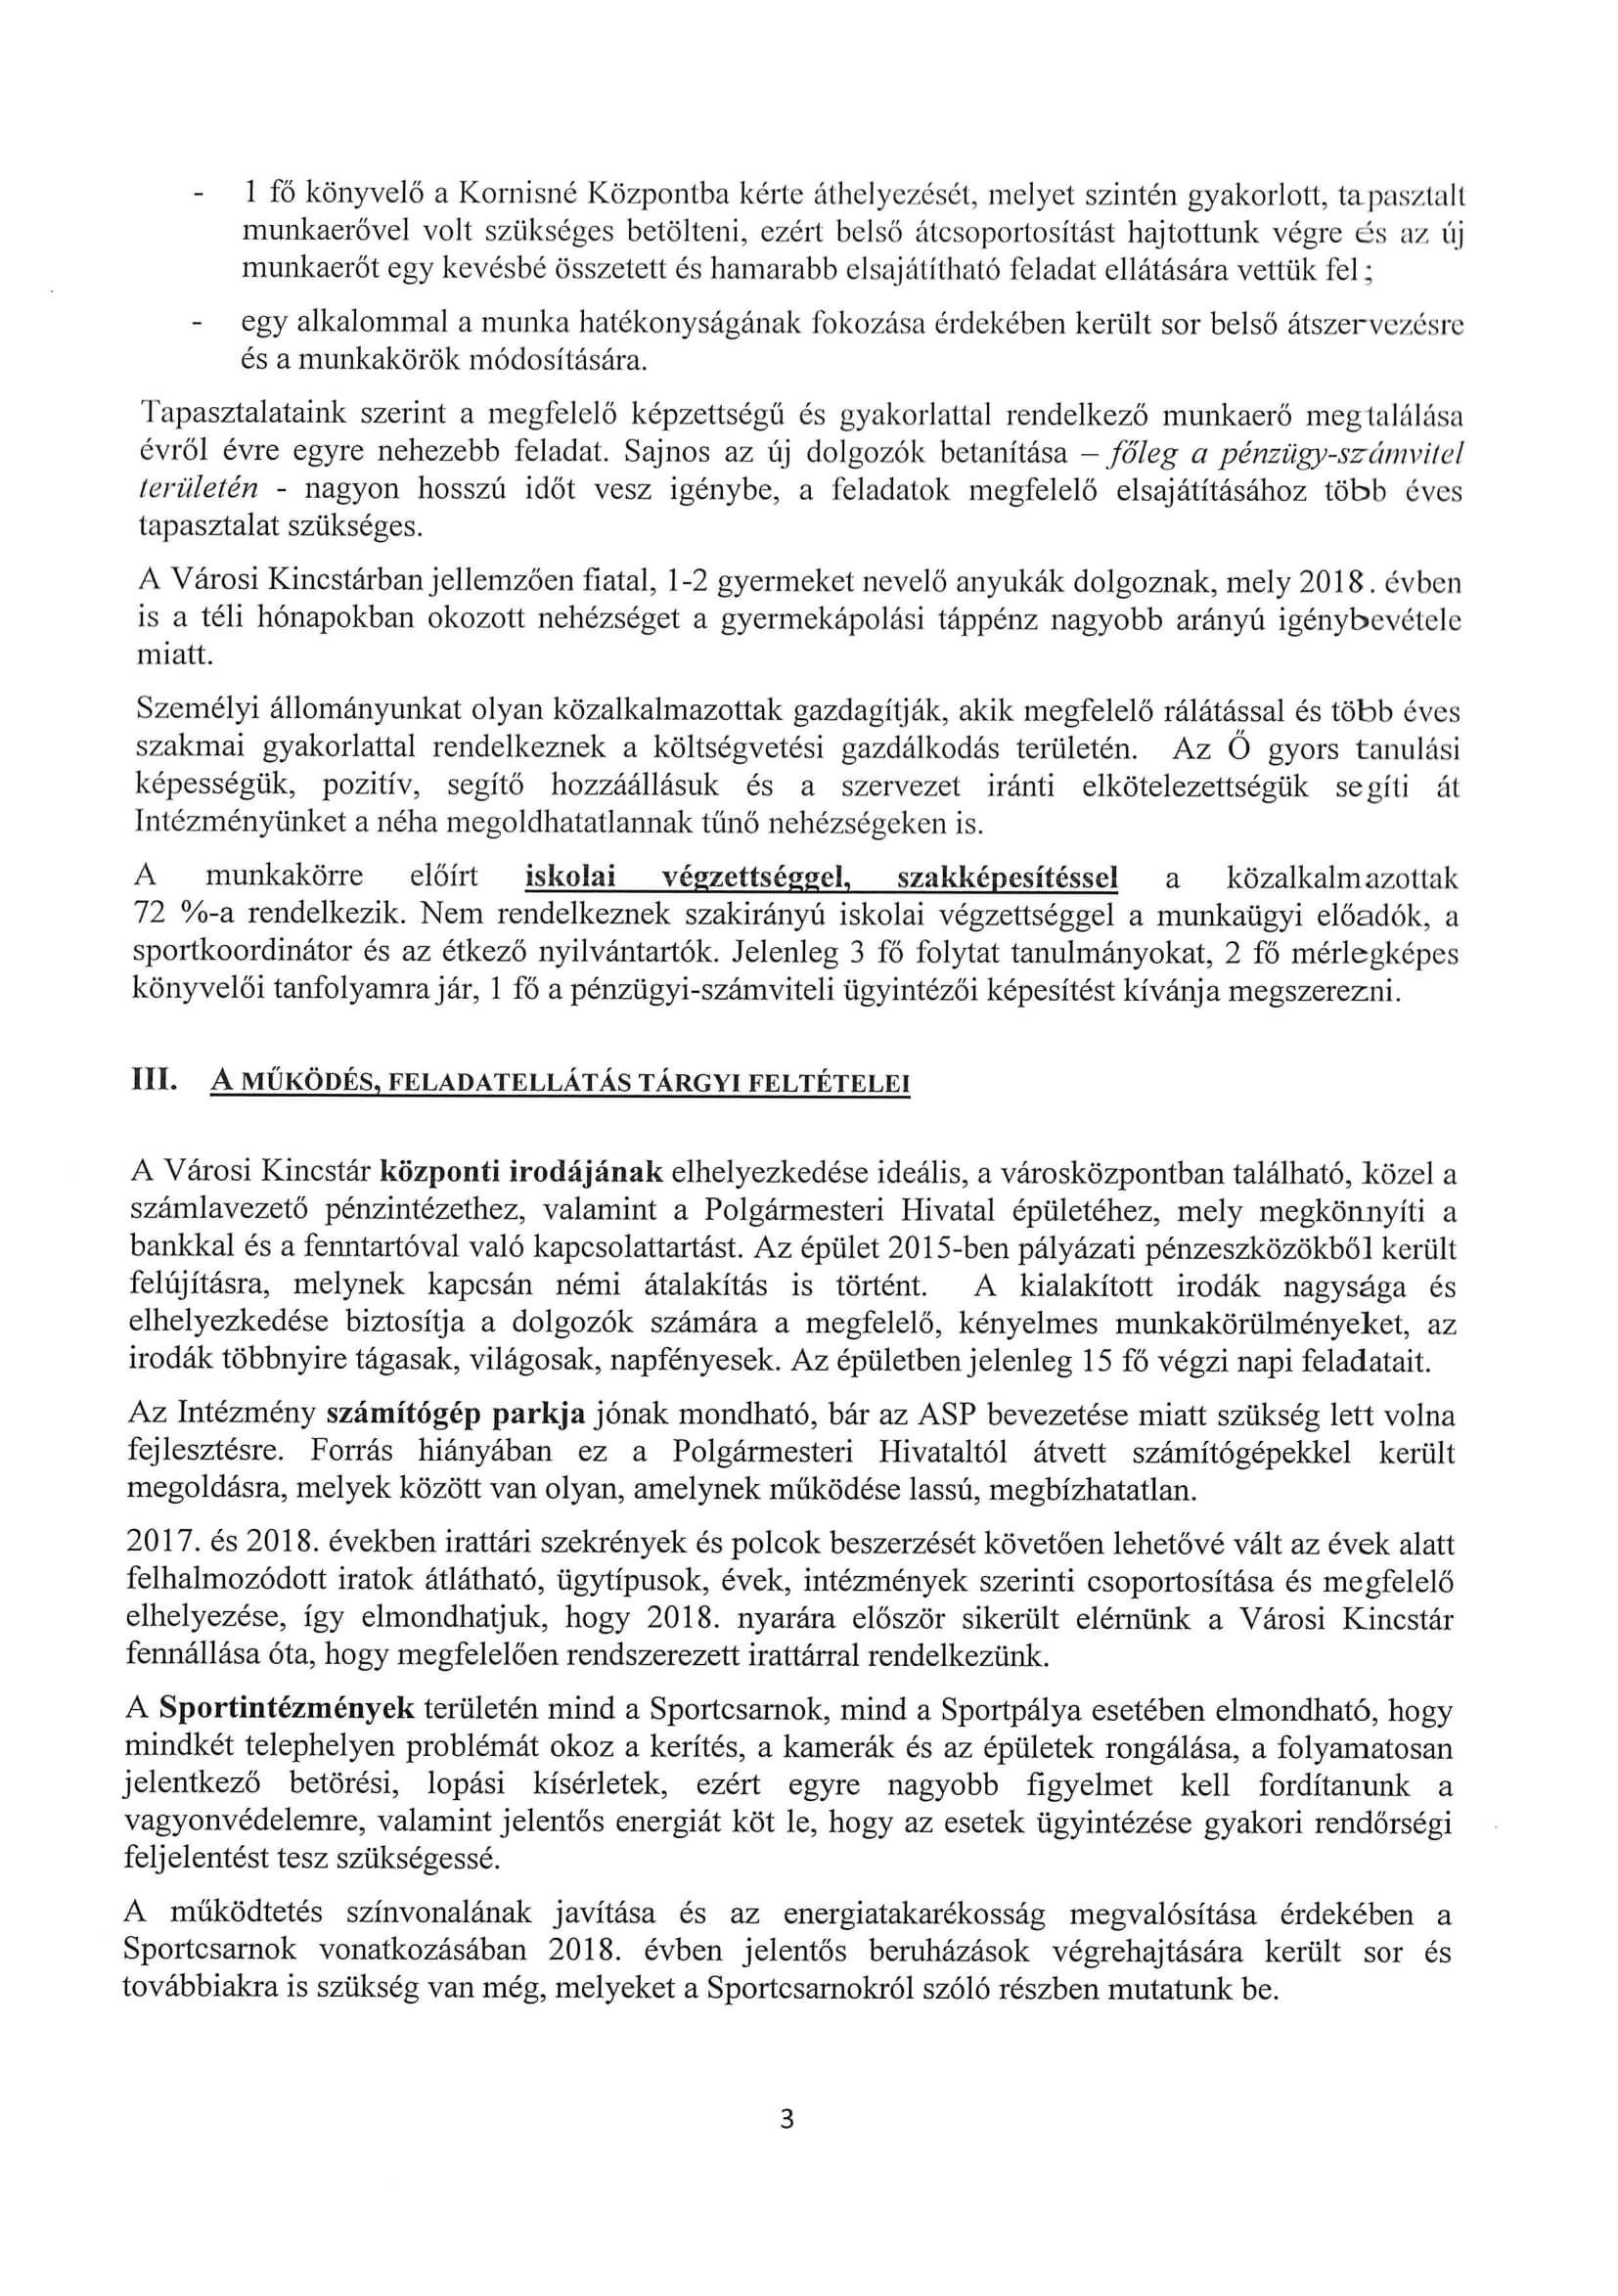 - 1 fő könyvelő a Kornisné Központba kérte áthelyezését, melyet szintén gyakorlott, tapasztalt
munkaerővel volt szükséges betölteni, ezért belső átcsoportosítást hajtottunk végre és az új
munkaerőt egy kevésbé összetett és hamarabb elsajátítható feladat ellátására vettük fel;
- egy alkalommal a munka hatékonyságának fokozása érdekében került sor belső átszervezésre
és a munkakörök módosítására.
Tapasztalataink szerint a megfelelő képzettségű és gyakorlattal rendelkező munkaerő megtalálása
évről évre egyre nehezebb feladat. Sajnos az új dolgozók betanítása – főleg a pénzügy-számvitel
területén - nagyon hosszú időt vesz igénybe, a feladatok megfelelő elsajátításához több éves
tapasztalat szükséges.
A Városi Kincstárban jellemzően fiatal, 1-2 gyermeket nevelő anyukák dolgoznak, mely 2018. évben
is a téli hónapokban okozott nehézséget a gyermekápolási táppénz nagyobb arányú igénybevétele
miatt.
Személyi állományunkat olyan közalkalmazottak gazdagítják, akik megfelelő rálátással és több éves
szakmai gyakorlattal rendelkeznek a költségvetési gazdálkodás területén. Az Ő gyors tanulási
képességük, pozitív, segítő hozzáállásuk és a szervezet iránti elkötelezettségük segíti át
Intézményünket a néha megoldhatatlannak tűnő nehézségeken is.
A munkakörre előírt iskolai végzettséggel, szakképesítéssel a közalkalmazottak
72 %-a rendelkezik. Nem rendelkeznek szakirányú iskolai végzettséggel a munkaügyi előadók, a
sportkoordinátor és az étkező nyilvántartók. Jelenleg 3 fő folytat tanulmányokat, 2 fő mérlegképes
könyvelői tanfolyamra jár, 1 fő a pénzügyi-számviteli ügyintézői képesítést kívánja megszerezni.
III. A MŰKÖDÉS, FELADATELLÁTÁS TÁRGYI FELTÉTELEI
A Városi Kincstár központi irodájának elhelyezkedése ideális, a városközpontban található, közel a
számlavezető pénzintézethez, valamint a Polgármesteri Hivatal épületéhez, mely megkönnyíti a
bankkal és a fenntartóval való kapcsolattartást. Az épület 2015-ben pályázati pénzeszközökből került
felújításra, melynek kapcsán némi átalakítás is történt. A kialakított irodák nagysága és
elhelyezkedése biztosítja a dolgozók számára a megfelelő, kényelmes munkakörülményeket, az
irodák többnyire tágasak, világosak, napfényesek. Az épületben jelenleg 15 fő végzi napi feladatait.
Az Intézmény számítógép parkja jónak mondható, bár az ASP bevezetése miatt szükség lett volna
fejlesztésre. Forrás hiányában ez a Polgármesteri Hivataltól átvett számítógépekkel került
megoldásra, melyek között van olyan, amelynek működése lassú, megbízhatatlan.
2017. és 2018. években irattári szekrények és polcok beszerzését követően lehetővé vált az évek alatt
felhalmozódott iratok átlátható, ügytípusok, évek, intézmények szerinti csoportosítása és megfelelő
elhelyezése, így elmondhatjuk, hogy 2018. nyarára először sikerült elérnünk a Városi Kincstár
fennállása óta, hogy megfelelően rendszerezett irattárral rendelkezünk.
A Sportintézmények területén mind a Sportcsarnok, mind a Sportpálya esetében elmondható, hogy
mindkét telephelyen problémát okoz a kerítés, a kamerák és az épületek rongálása, a folyamatosan
jelentkező betörési, lopási kísérletek, ezért egyre nagyobb figyelmet kell fordítanunk a
vagyonvédelemre, valamint jelentős energiát köt le, hogy az esetek ügyintézése gyakori rendőrségi
feljelentést tesz szükségessé.
A működtetés színvonalának javítása és az energiatakarékosság megvalósítása érdekében a
Sportcsarnok vonatkozásában 2018. évben jelentős beruházások végrehajtására került sor és
továbbiakra is szükség van még, melyeket a Sportcsarnokról szóló részben mutatunk be.
3